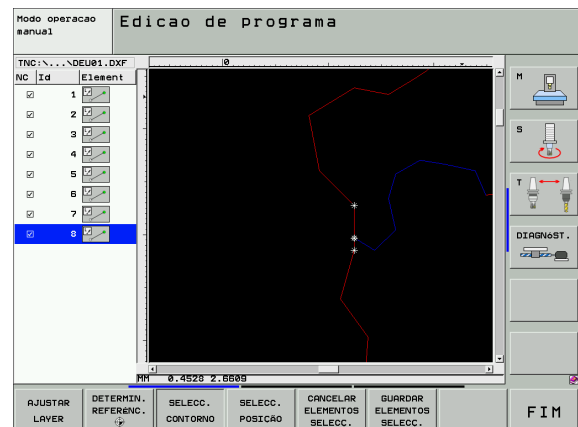 Modo operacao
manual
Edicao de programa
TNC:\...\DEU01.DXF
NC Id Element
1
2
3
4
5
6
7
8
0
MM 0.4528 2.6609
M
S
T
DIAGNÓST.
AJUSTAR
LAYER
DETERMIN.
REFERÊNC.
SELECC.
CONTORNO
SELECC.
POSIÇÃO
CANCELAR
ELEMENTOS
SELECC.
GUARDAR
ELEMENTOS
SELECC.
FIM